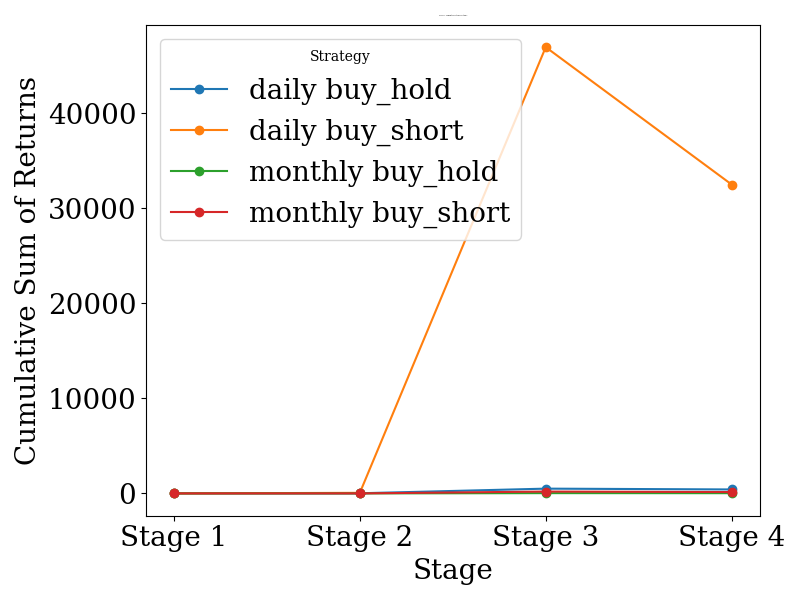 Strategy
daily buy_hold
daily buy_short
monthly buy_hold
monthly buy_short
Cumulative Sum of Returns
40000
30000
20000
10000
0
Stage 1
Stage 2
Stage 3
Stage 4
Stage